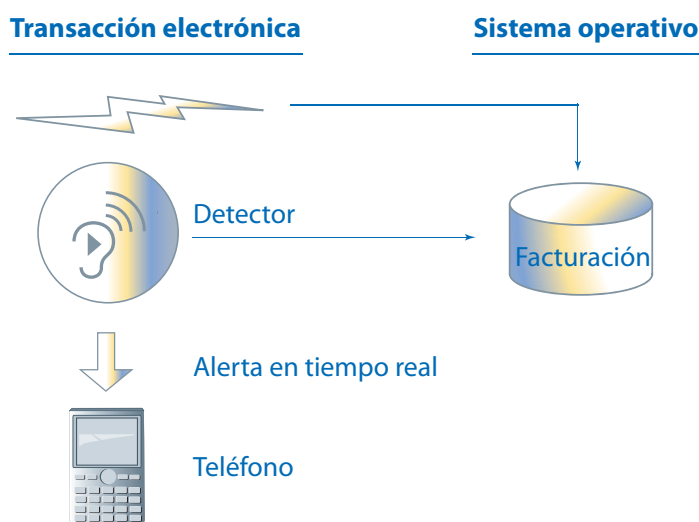 Transacción electrónica
Sistema operativo
Detector
Facturación
Alerta en tiempo real
Teléfono